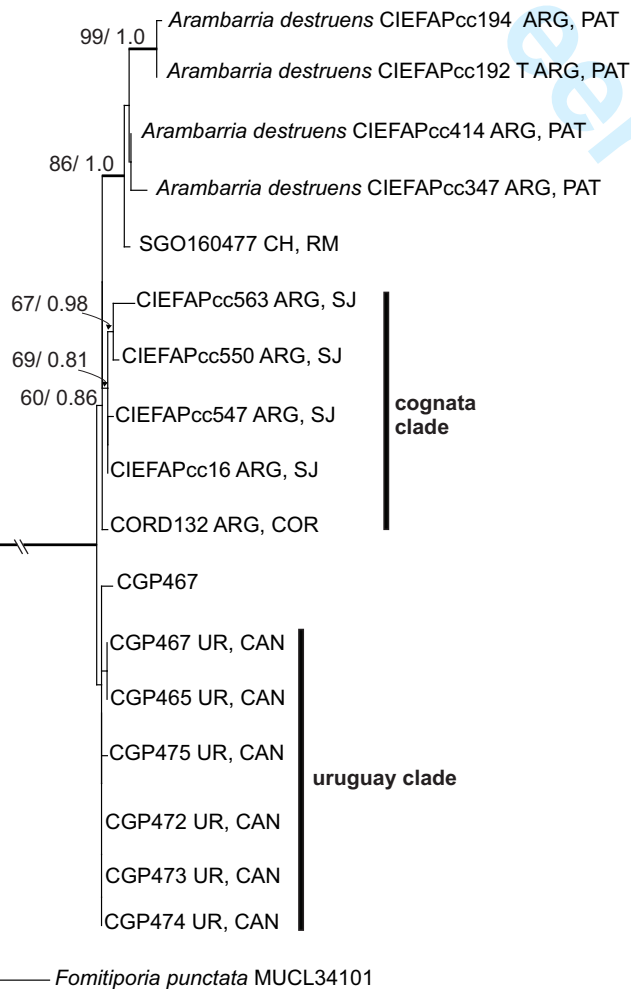 Arambarria destruens CIEFAPcc194 ARG, PAT
99/ 1.0
Arambarria destruens CIEFAPcc192 T ARG, PAT
Arambarria destruens CIEFAPcc414 ARG, PAT
86/ 1.0
Arambarria destruens CIEFAPcc347 ARG, PAT
SGO160477 CH, RM
67/ 0.98
CIEFAPcc563 ARG, SJ
69/ 0.81
CIEFAPcc550 ARG, SJ
60/ 0.86
CIEFAPcc547 ARG, SJ
cognata
clade
CIEFAPcc16 ARG, SJ
CORD132 ARG, COR
CGP467
CGP467 UR, CAN
CGP465 UR, CAN
CGP475 UR, CAN
uruguay clade
CGP472 UR, CAN
CGP473 UR, CAN
CGP474 UR, CAN
Fomitiporia punctata MUCL34101